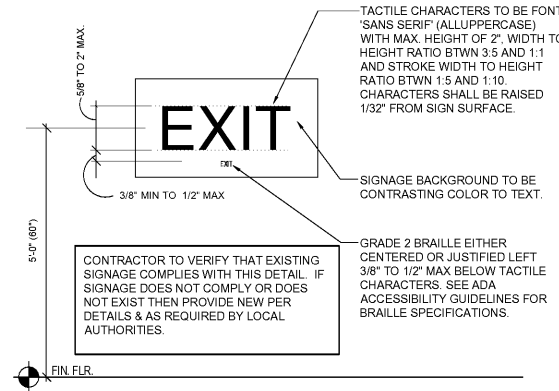 TACTILE CHARACTERS TO BE FONT
'SANS SERIF' (ALLUPPERCASE)
WITH MAX. HEIGHT OF 2", WIDTH TO
HEIGHT RATIO BTWN 3:5 AND 1:1
AND STROKE WIDTH TO HEIGHT
RATIO BTWN 1:5 AND 1:10.
CHARACTERS SHALL BE RAISED
1/32" FROM SIGN SURFACE.
5/8" TO 2" MAX.
EXIT
EXIT
SIGNAGE BACKGROUND TO BE
CONTRASTING COLOR TO TEXT.
3/8" MIN TO 1/2" MAX
5'-0" (60")
GRADE 2 BRAILLE EITHER
CENTERED OR JUSTIFIED LEFT
3/8" TO 1/2" MAX BELOW TACTILE
CHARACTERS. SEE ADA
ACCESSIBILITY GUIDELINES FOR
BRAILLE SPECIFICATIONS.
CONTRACTOR TO VERIFY THAT EXISTING
SIGNAGE COMPLIES WITH THIS DETAIL. IF
SIGNAGE DOES NOT COMPLY OR DOES
NOT EXIST THEN PROVIDE NEW PER
DETAILS & AS REQUIRED BY LOCAL
AUTHORITIES.
FIN. FLR.